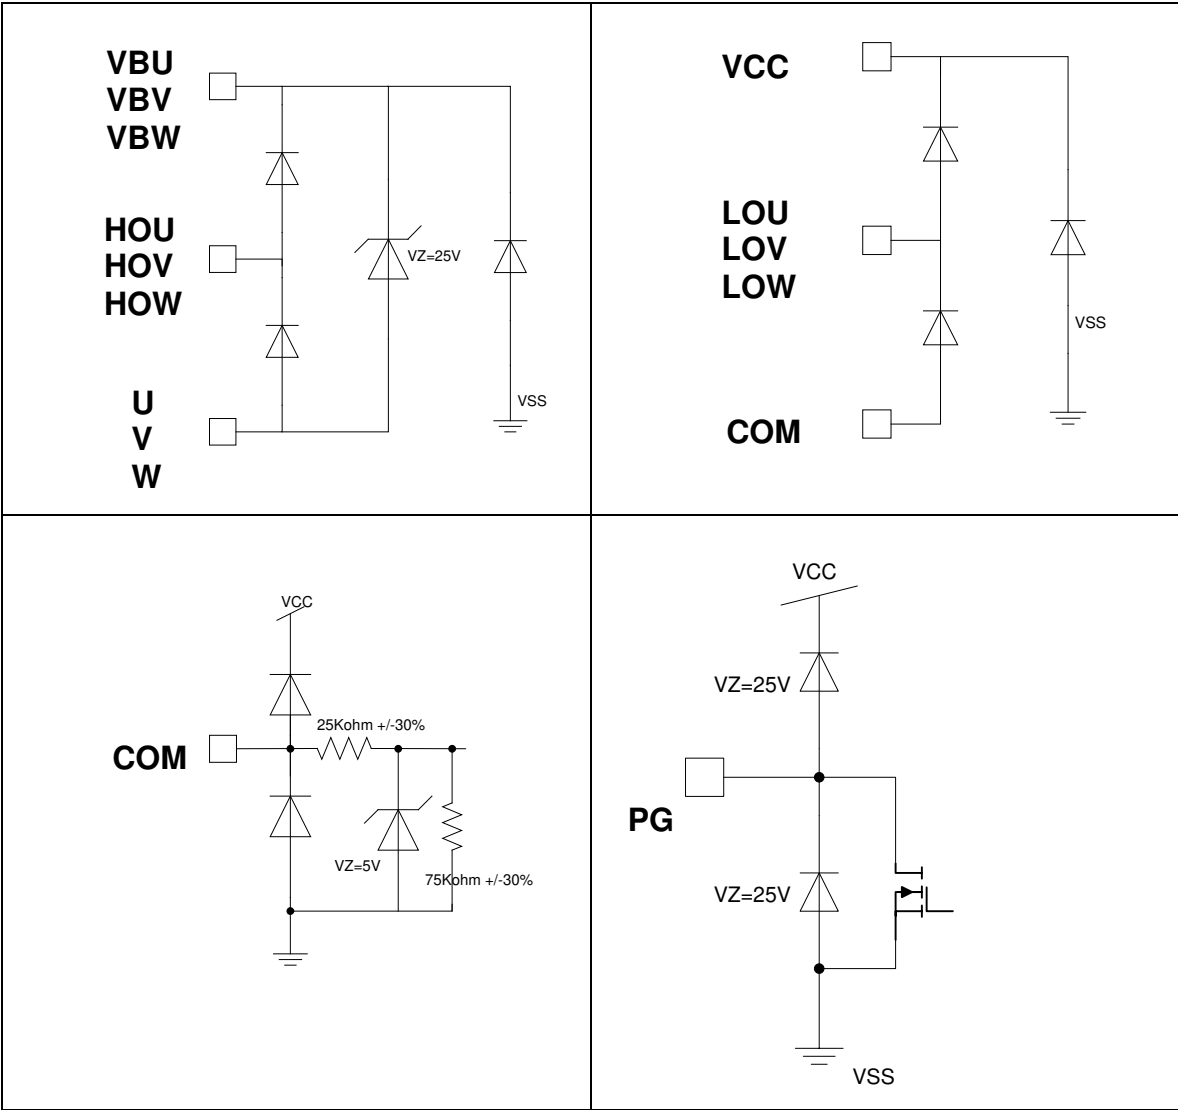 VBU
VBV
VBW
HOU
HOV
HOW
VZ=25V
U
V
W
VSS
VCC
LOU
LOV
LOW
VSS
COM
VCC
25Kohm +/-30%
COM
VZ=5V
75Kohm +/-30%
VCC
VZ=25V
PG
VZ=25V
VSS